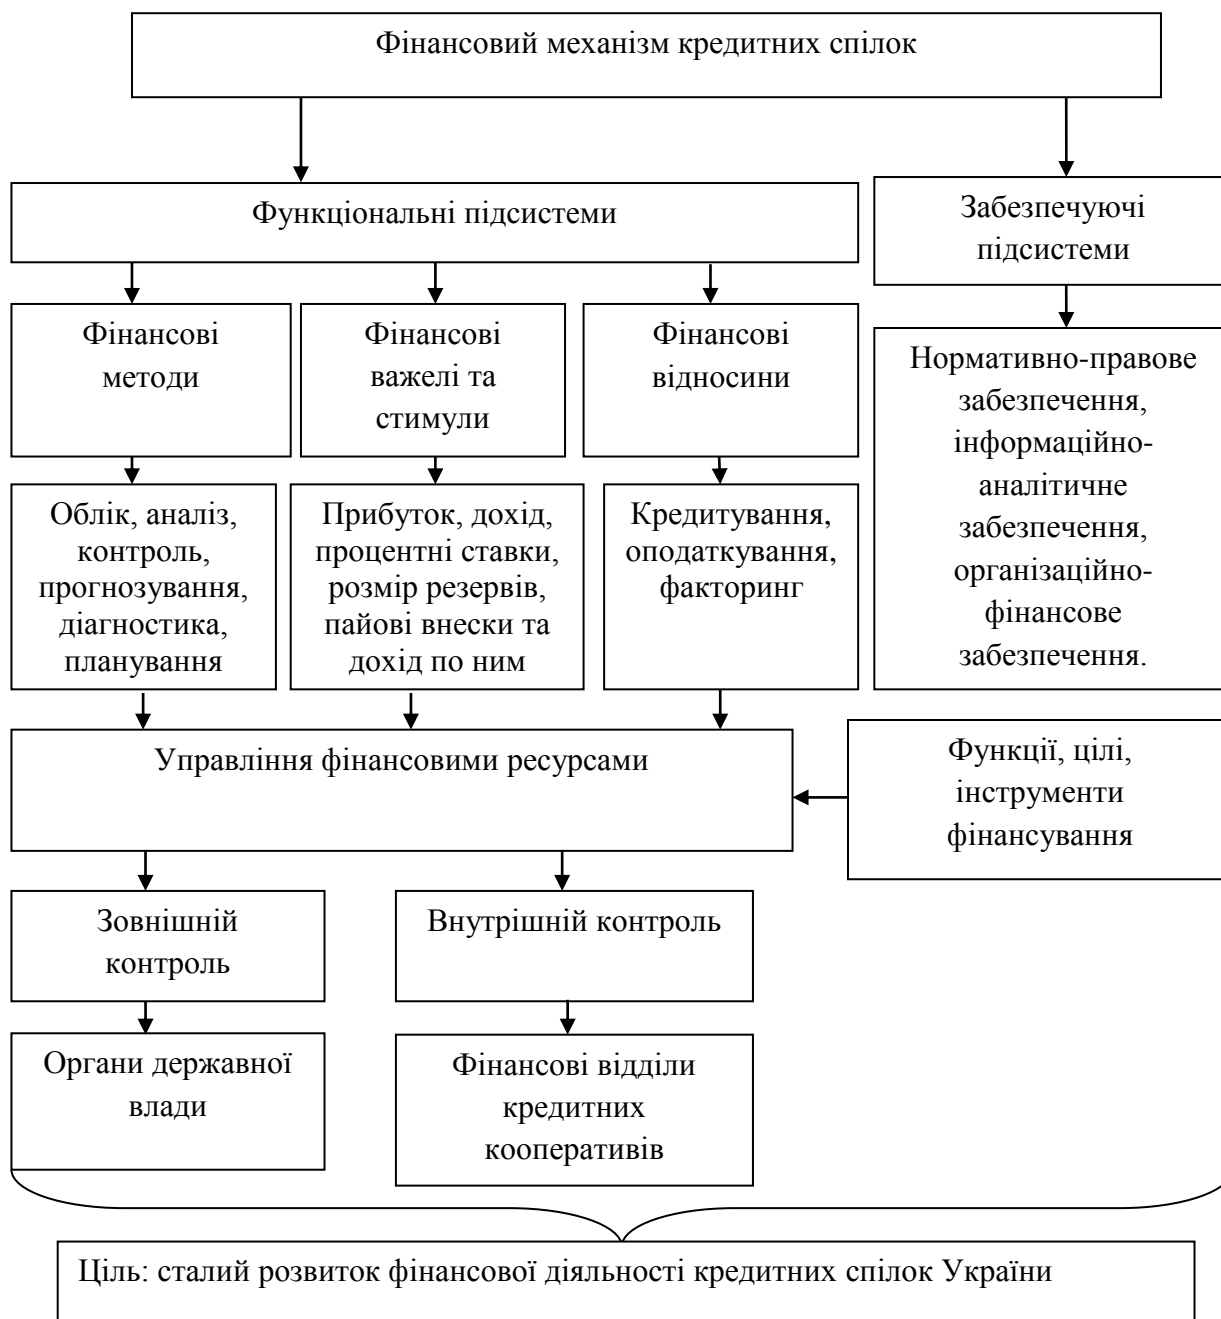 Фінансовий механізм кредитних спілок
Функціональні підсистеми
Забезпечуючі
підсистеми
Фінансові
методи
Фінансові
важелі та
стимули
Фінансові
відносини
Нормативно-правове
забезпечення,
інформаційно-
аналітичне
забезпечення,
організаційно-
фінансове
забезпечення.
Облік, аналіз,
контроль,
прогнозування,
діагностика,
планування
Прибуток, дохід,
процентні ставки,
розмір резервів,
пайові внески та
дохід по ним
Кредитування,
оподаткування,
факторинг
Управління фінансовими ресурсами
Функції, цілі,
інструменти
фінансування
Зовнішній
контроль
Внутрішній контроль
Органи державної
влади
Фінансові відділи
кредитних
кооперативів
Ціль: сталий розвиток фінансової діяльності кредитних спілок України